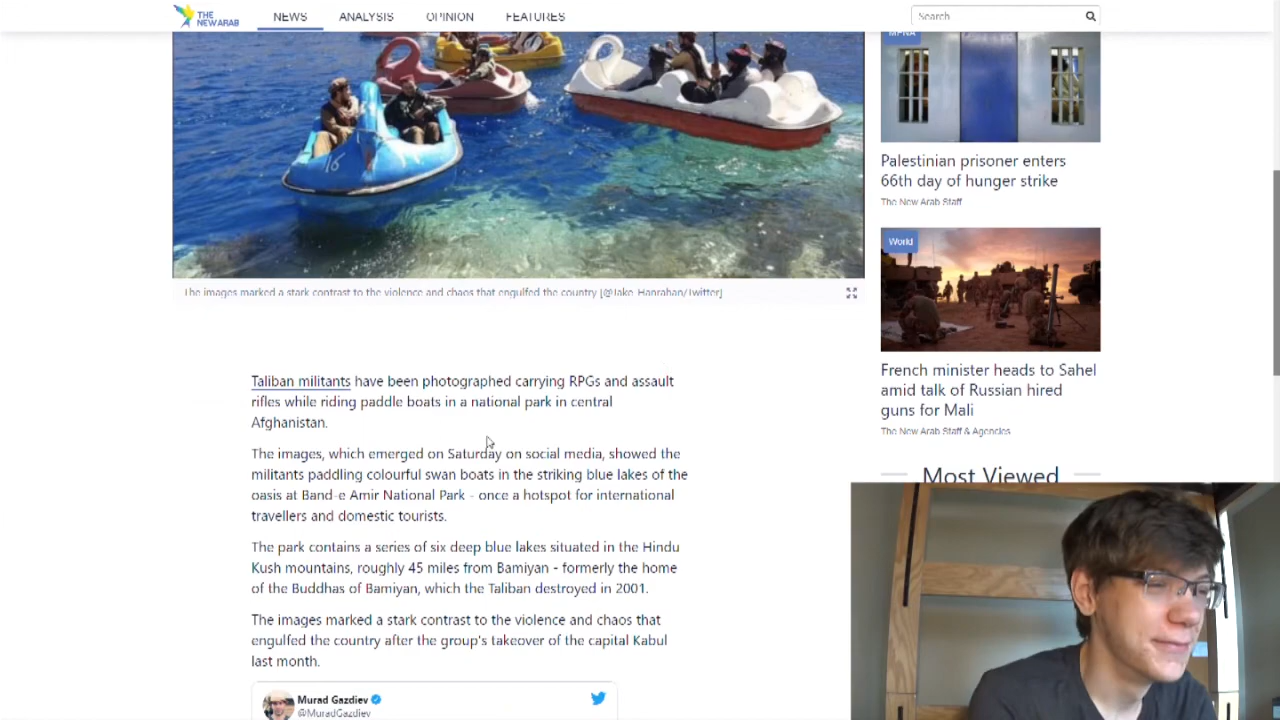 THE
NEW ARAB
NEWS
ANALYSIS
OPINION
FEATURES
Search
16
The images marked a stark contrast to the violence and chaos that engulfed the country [@Jake_Hanrahan/Twitter]
Taliban militants have been photographed carrying RPGs and assault
rifles while riding paddle boats in a national park in central
Afghanistan.
The images, which emerged on Saturday on social media, showed the
militants paddling colourful swan boats in the striking blue lakes of the
oasis at Band-e Amir National Park - once a hotspot for international
travellers and domestic tourists.
The park contains a series of six deep blue lakes situated in the Hindu
Kush mountains, roughly 45 miles from Bamiyan - formerly the home
of the Buddhas of Bamiyan, which the Taliban destroyed in 2001.
The images marked a stark contrast to the violence and chaos that
engulfed the country after the group's takeover of the capital Kabul
last month.
Murad Gazdiev
@MuradGazdiev
MENA
Palestinian prisoner enters
66th day of hunger strike
The New Arab Staff
World
French minister heads to Sahel
amid talk of Russian hired
guns for Mali
The New Arab Staff & Agencies
Most Viewed